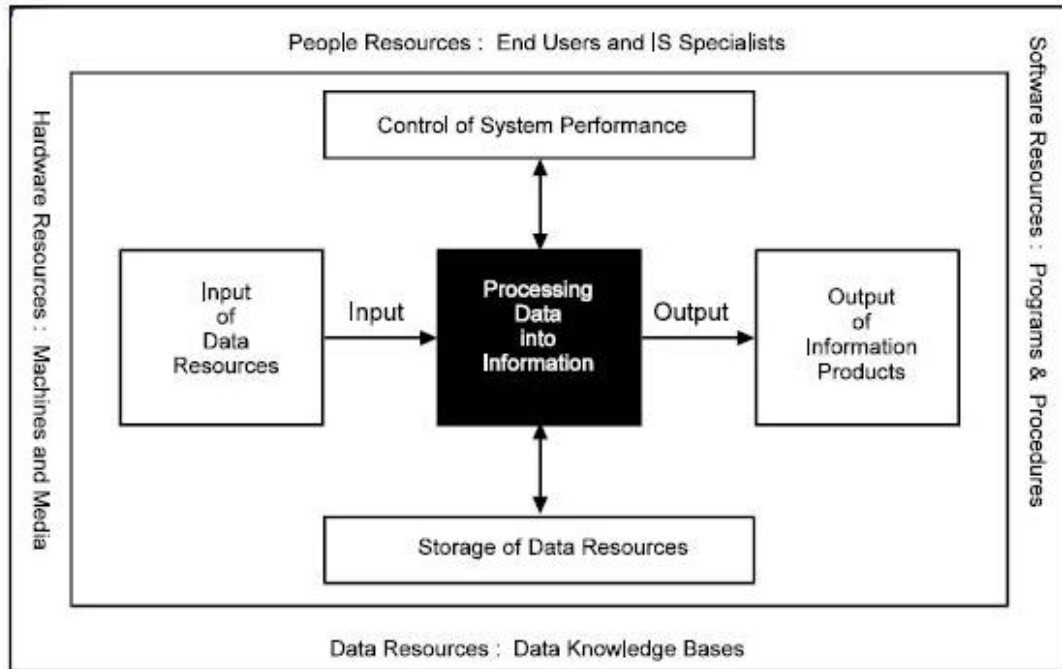 People Resources : End Users and IS Specialists
Control of System Performance
Hardware Resources : Machines and Media
Software Resources : Programs & Procedures
Input
of
Data
Resources
Input
Processing
Data
into
Information
Output
Output
of
Information
Products
Storage of Data Resources
Data Resources : Data Knowledge Bases